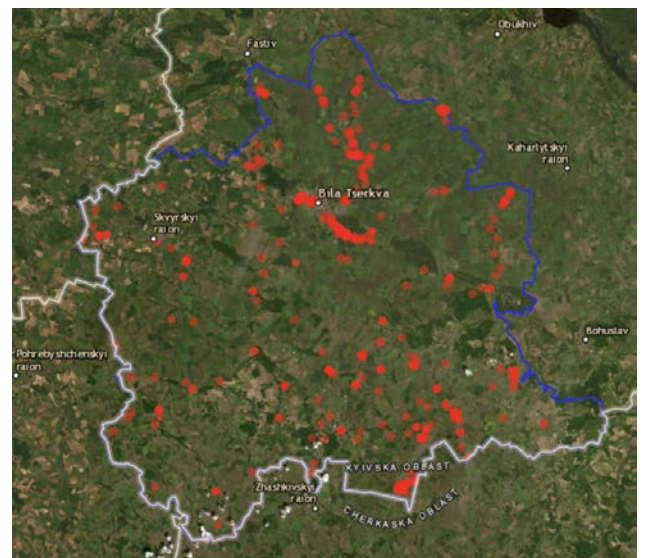 Obukhiv
Fastiv
Kaharlytskyi
raion
Bila Tserkva
Skvyrskyi
raion
Bohuslav
Pohrebyshchenskyi
raion
KYIVSKA OBLAST
Zhashkivskyi
raion
CHERKASKA OBLAST